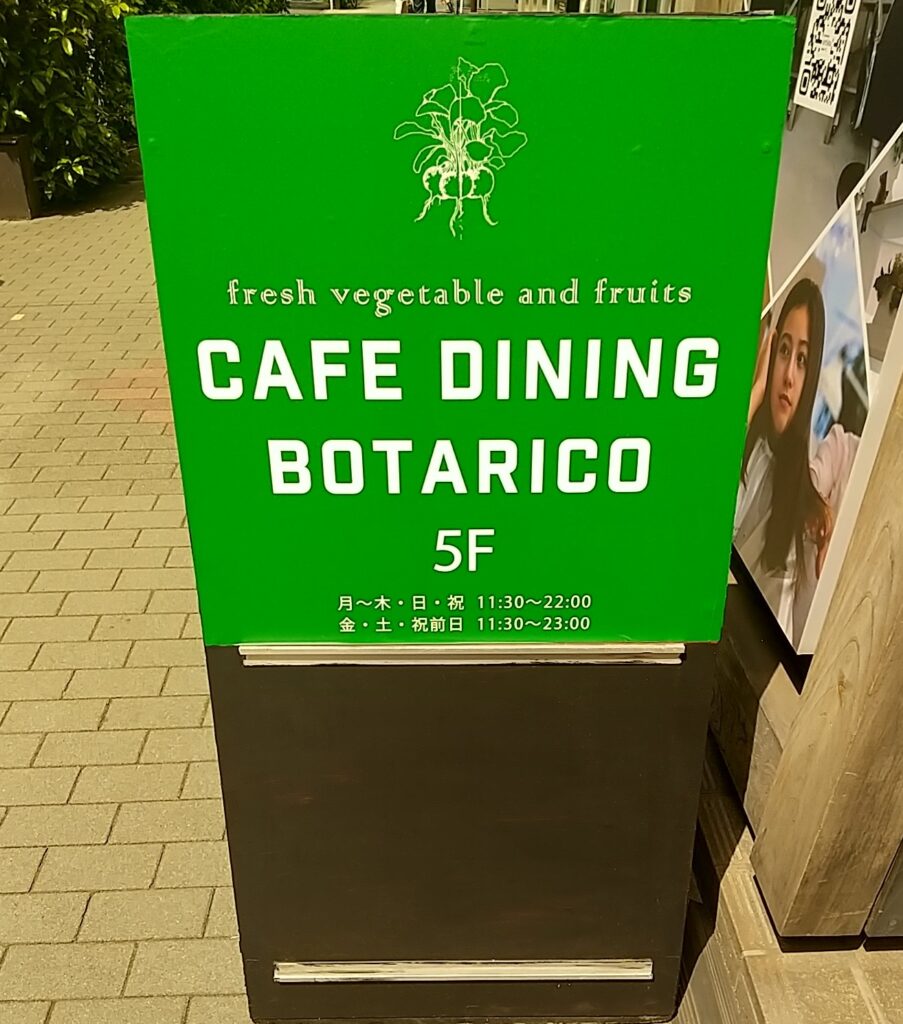 fresh vegetable and fruits
CAFE DINING
BOTARICO
5F
月～木・日・祝 11:30～22:00
金・土・祝前日 11:30～23:00